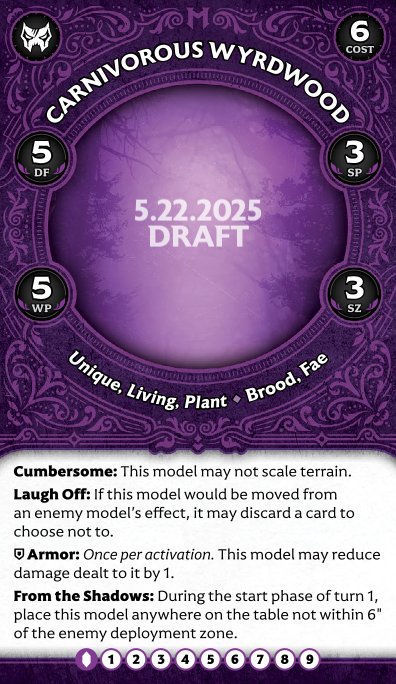 6
COST
CARNIVOROUS WYRDWOOD
5
DF
3
SP
5.22.2025
DRAFT
5
WP
3
SZ
Unique, Living, Plant ◆ Brood, Fae
Cumbersome: This model may not scale terrain.
Laugh Off: If this model would be moved from
an enemy model's effect, it may discard a card to
choose not to.
Armor: Once per activation. This model may reduce
damage dealt to it by 1.
From the Shadows: During the start phase of turn 1,
place this model anywhere on the table not within 6"
of the enemy deployment zone.
1 2 3 4 5 6 7 8 9